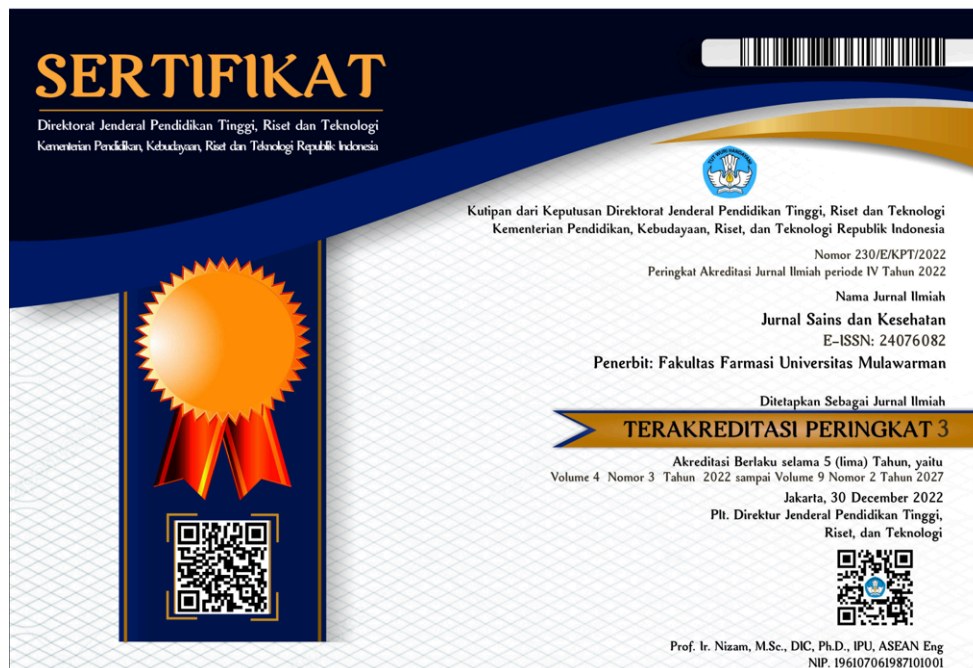 SERTIFIKAT
Direktorat Jenderal Pendidikan Tinggi, Riset dan Teknologi
Kementerian Pendidikan, Kebudayaan, Riset dan Teknologi Republik Indonesia
TUT WURI HANDAYANI
Kutipan dari Keputusan Direktorat Jenderal Pendidikan Tinggi, Riset dan Teknologi
Kementerian Pendidikan, Kebudayaan, Riset, dan Teknologi Republik Indonesia
Nomor 230/E/KPT/2022
Peringkat Akreditasi Jurnal Ilmiah periode IV Tahun 2022
Nama Jurnal Ilmiah
Jurnal Sains dan Kesehatan
E-ISSN: 24076082
Penerbit: Fakultas Farmasi Universitas Mulawarman
Ditetapkan Sebagai Jurnal Ilmiah
TERAKREDITASI PERINGKAT 3
Akreditasi Berlaku selama 5 (lima) Tahun, yaitu
Volume 4 Nomor 3 Tahun 2022 sampai Volume 9 Nomor 2 Tahun 2027
Jakarta, 30 December 2022
Plt. Direktur Jenderal Pendidikan Tinggi,
Riset, dan Teknologi
Prof. Ir. Nizam, M.Sc., DIC, Ph.D., IPU, ASEAN Eng
NIP. 196107061987101001